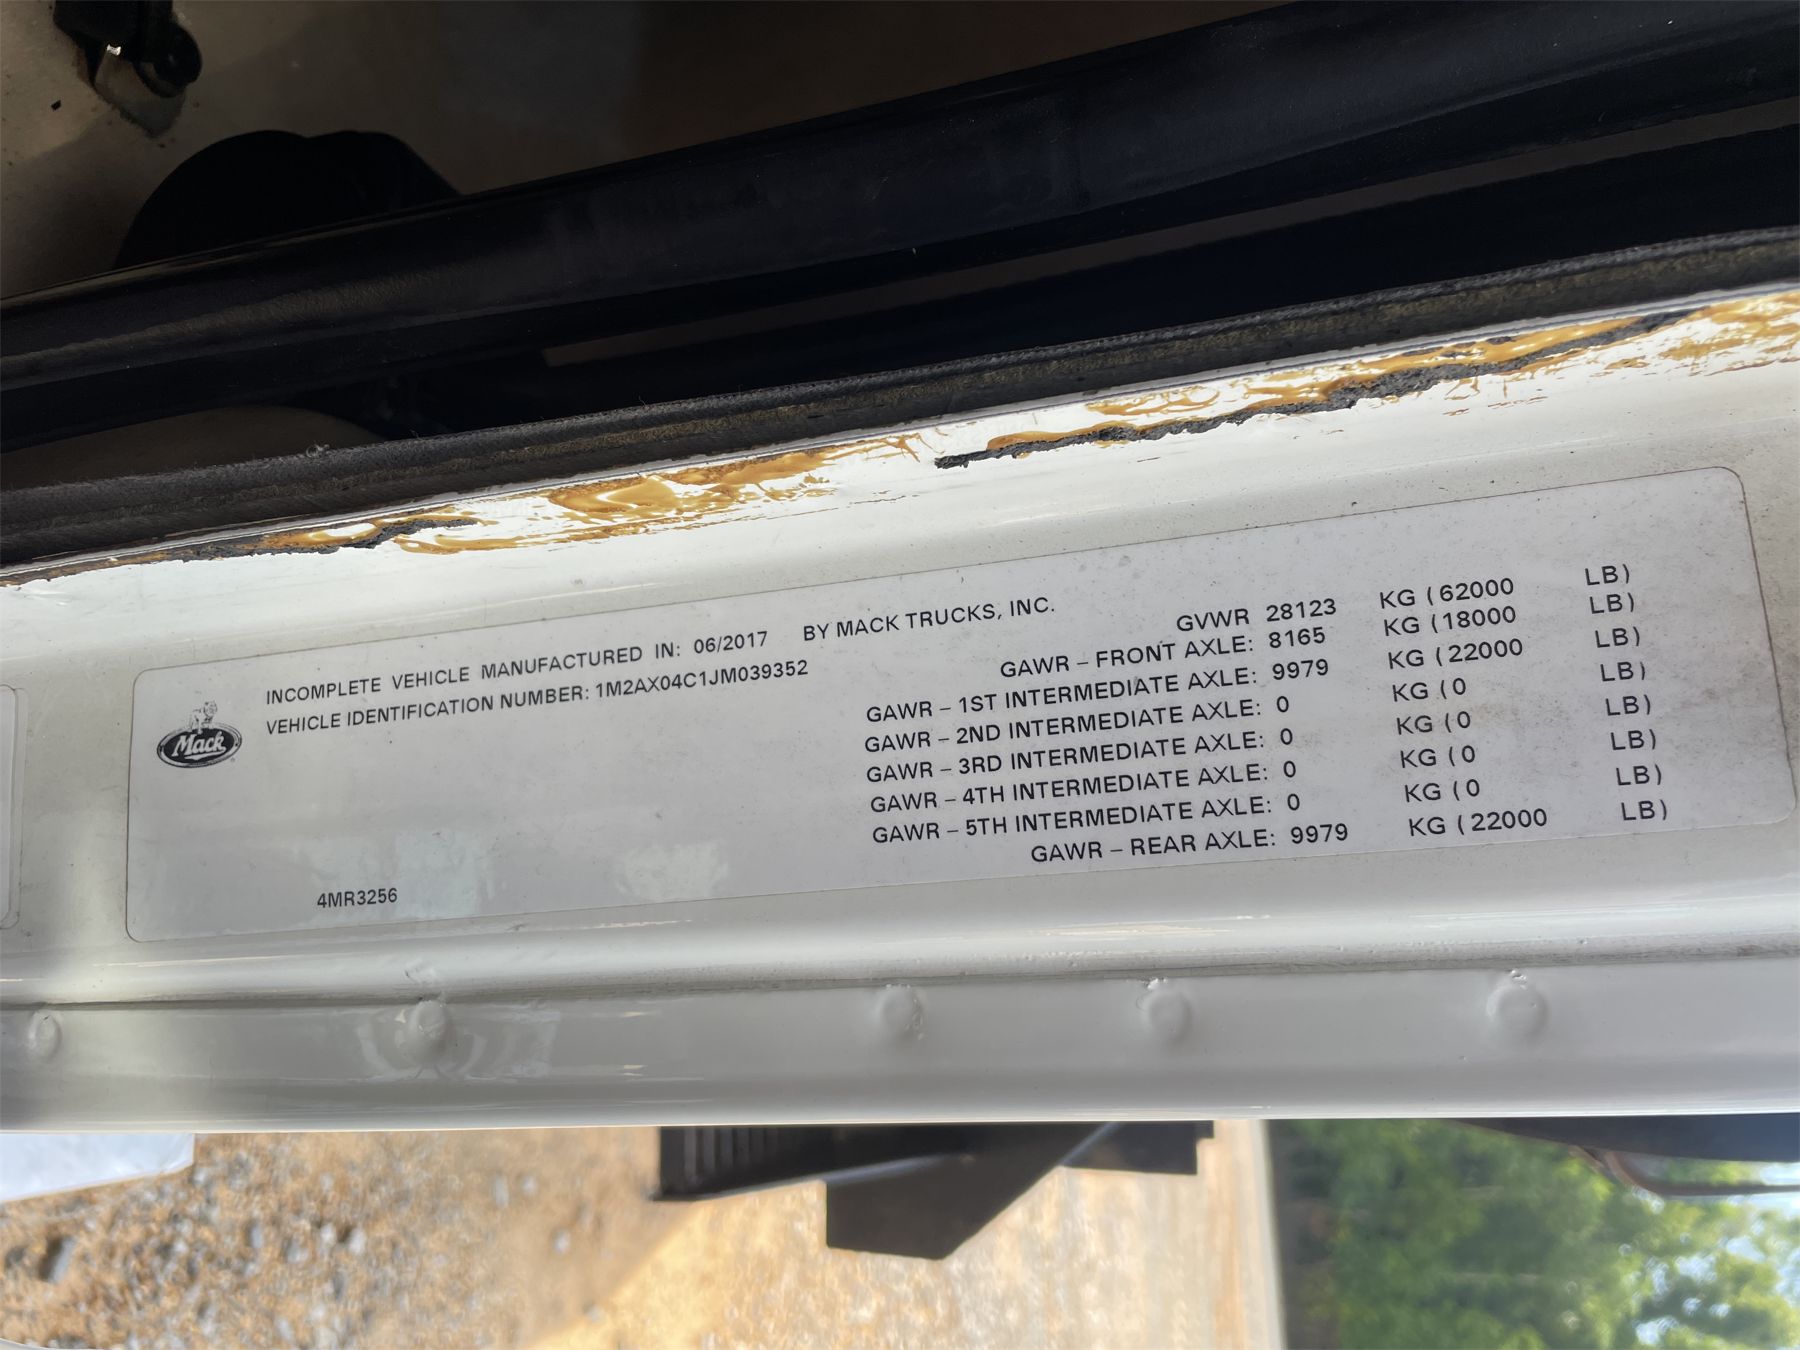 INCOMPLETE VEHICLE MANUFACTURED IN: 06/2017 BY MACK TRUCKS, INC.
VEHICLE IDENTIFICATION NUMBER: 1M2AX04C1JM039352
Mack
GVWR 28123 KG (62000 LB)
GAWR – FRONT AXLE: 8165 KG (18000 LB)
GAWR – 1ST INTERMEDIATE AXLE: 9979 KG (22000 LB)
GAWR – 2ND INTERMEDIATE AXLE: 0 KG (0 LB)
GAWR – 3RD INTERMEDIATE AXLE: 0 KG (0 LB)
GAWR – 4TH INTERMEDIATE AXLE: 0 KG (0 LB)
GAWR – 5TH INTERMEDIATE AXLE: 0 KG (0 LB)
GAWR – REAR AXLE: 9979 KG (22000 LB)
4MR3256